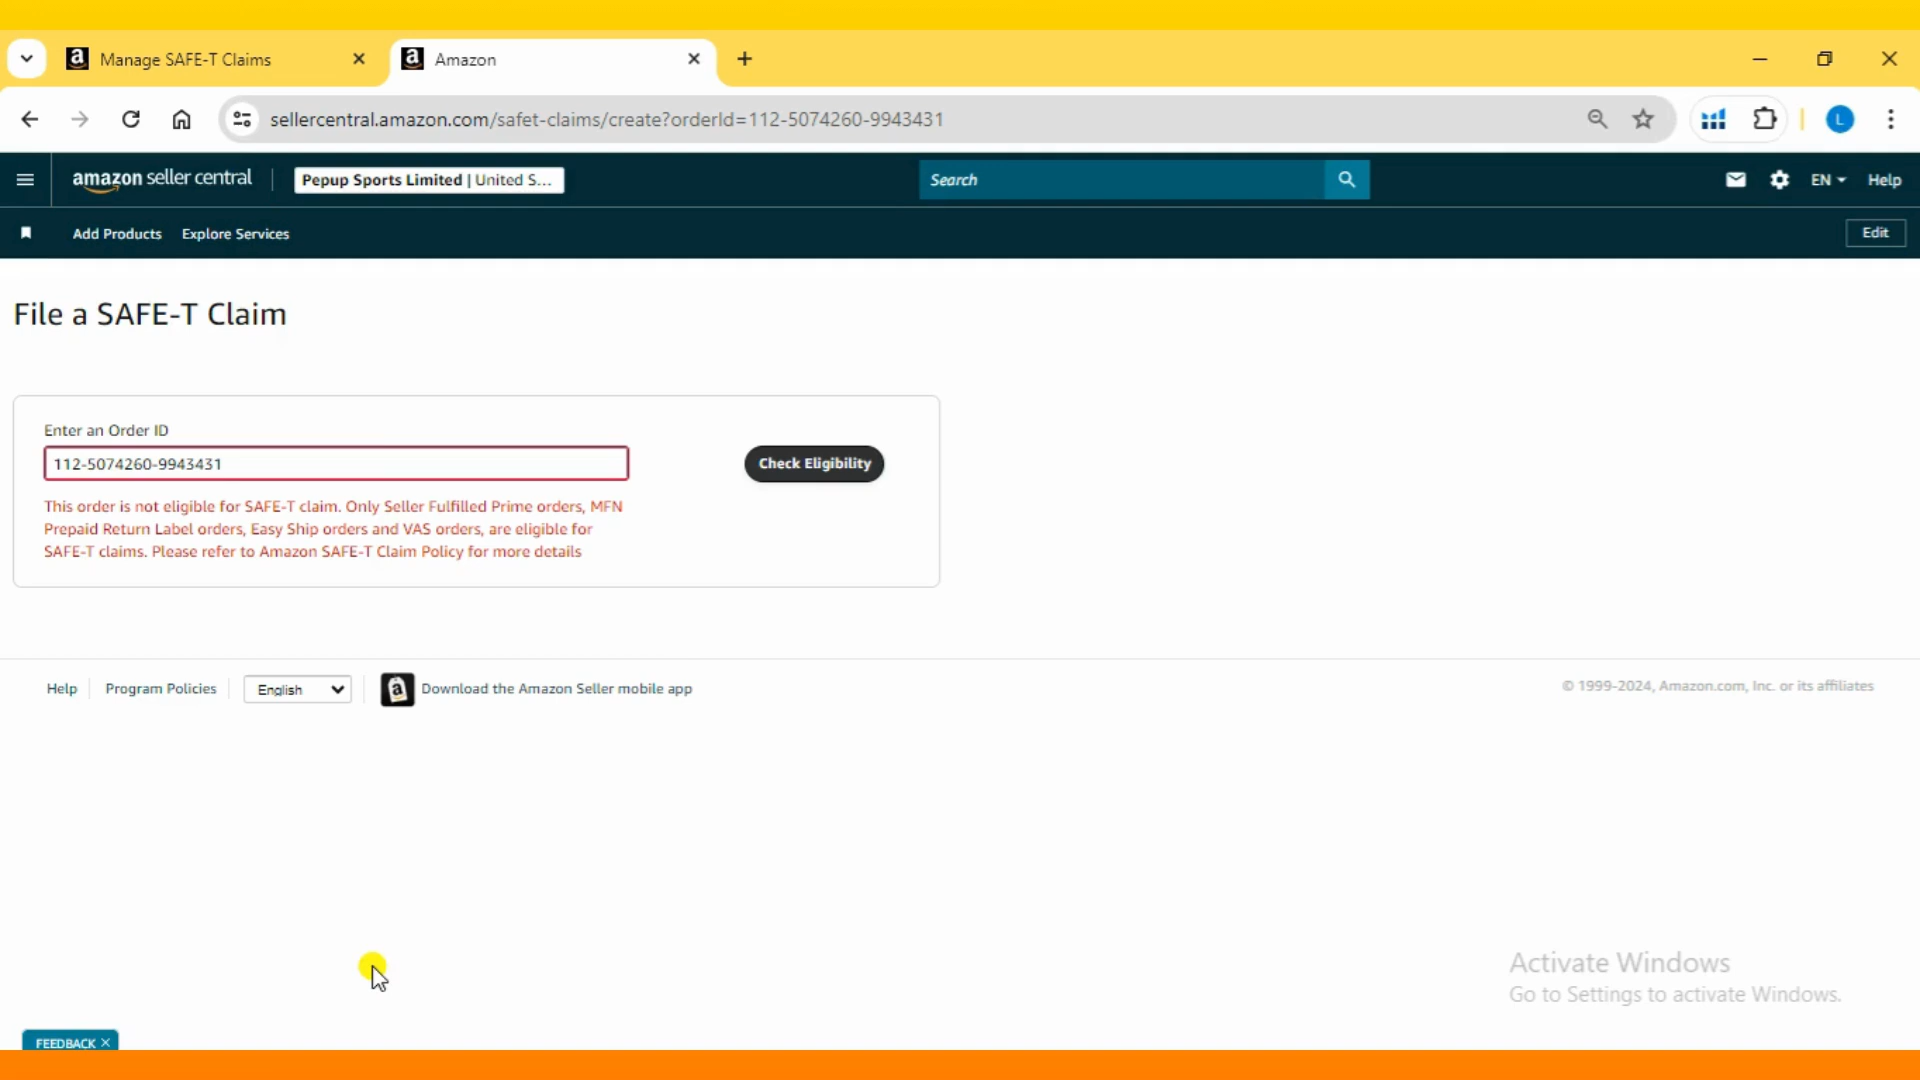 Manage SAFE-T Claims
Amazon
sellercentral.amazon.com/safet-claims/create?orderId=112-5074260-9943431
L
amazon seller central
Pepup Sports Limited | United S...
Search
EN
Help
Add Products
Explore Services
Edit
File a SAFE-T Claim
Enter an Order ID
112-5074260-9943431
Check Eligibility
This order is not eligible for SAFE-T claim. Only Seller Fulfilled Prime orders, MFN
Prepaid Return Label orders, Easy Ship orders and VAS orders, are eligible for
SAFE-T claims. Please refer to Amazon SAFE-T Claim Policy for more details
Help
Program Policies
English
Download the Amazon Seller mobile app
© 1999-2024, Amazon.com, Inc. or its affiliates
Activate Windows
Go to Settings to activate Windows.
FEEDBACK